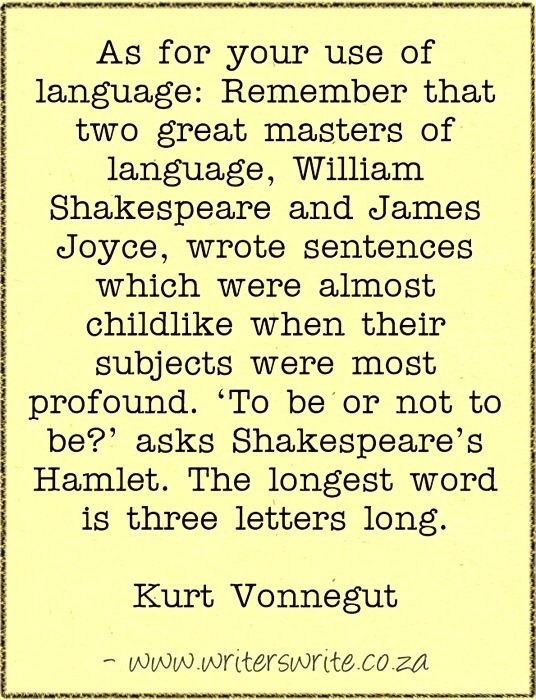 As for your use of
language: Remember that
two great masters of
language, William
Shakespeare and James
Joyce, wrote sentences
which were almost
childlike when their
subjects were most
profound. ‘To be or not to
be?’ asks Shakespeare’s
Hamlet. The longest word
is three letters long.
Kurt Vonnegut
- www.writerswrite.co.za